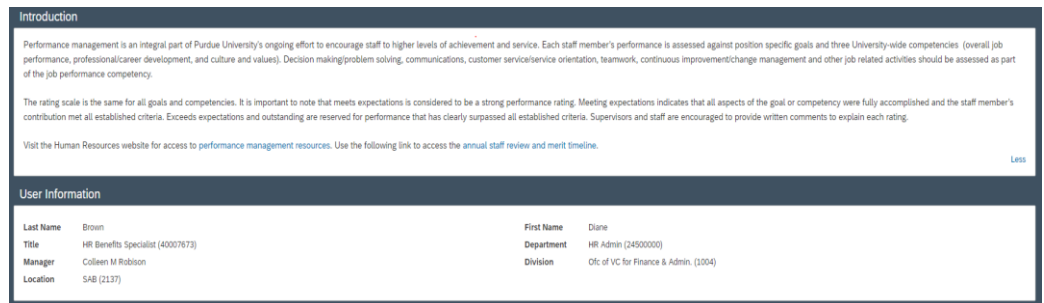 Introduction
Performance management is an integral part of Purdue University's ongoing effort to encourage staff to higher levels of achievement and service. Each staff member's performance is assessed against position specific goals and three University-wide competencies (overall job
performance, professional/career development, and culture and values). Decision making/problem solving, communications, customer service/service orientation, teamwork, continuous improvement/change management and other job related activities should be assessed as part
of the job performance competency.
The rating scale is the same for all goals and competencies. It is important to note that meets expectations is considered to be a strong performance rating. Meeting expectations indicates that all aspects of the goal or competency were fully accomplished and the staff member's
contribution met all established criteria. Exceeds expectations and outstanding are reserved for performance that has clearly surpassed all established criteria. Supervisors and staff are encouraged to provide written comments to explain each rating.
Visit the Human Resources website for access to performance management resources. Use the following link to access the annual staff review and merit timeline.
Less
User Information
Last Name Brown First Name Diane
Title HR Benefits Specialist (40007673) Department HR Admin (24500000)
Manager Colleen M Robison Division Ofc of VC for Finance & Admin. (1004)
Location SAB (2137)